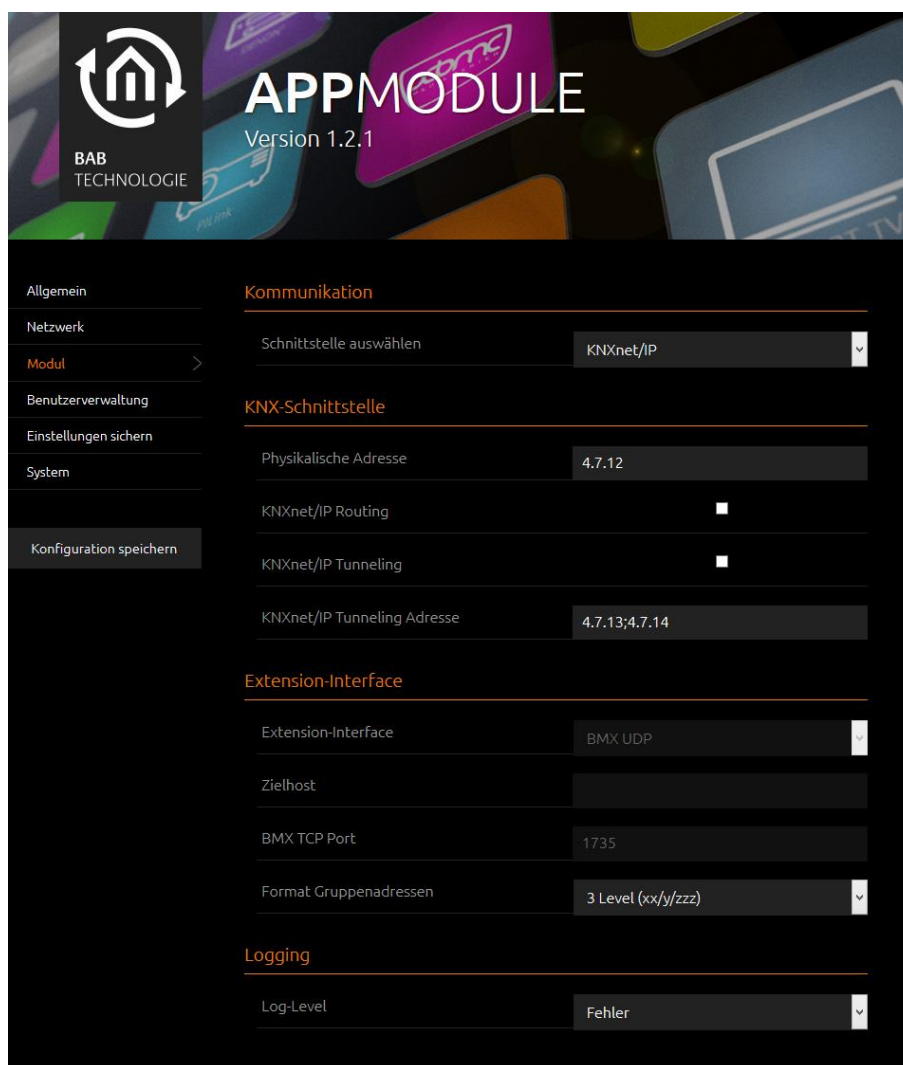 DENON
xbmc
APPMODULE
Version 1.2.1
BAB
TECHNOLOGIE
PJLink
Allgemein
Netzwerk
Modul
Benutzerverwaltung
Einstellungen sichern
System
Konfiguration speichern
Kommunikation
Schnittstelle auswählen KNXnet/IP
KNX-Schnittstelle
Physikalische Adresse 4.7.12
KNXnet/IP Routing
KNXnet/IP Tunneling
KNXnet/IP Tunneling Adresse 4.7.13;4.7.14
Extension-Interface
Extension-Interface BMX UDP
Zielhost
BMX TCP Port 1735
Format Gruppenadressen 3 Level (xx/y/zzz)
Logging
Log-Level Fehler